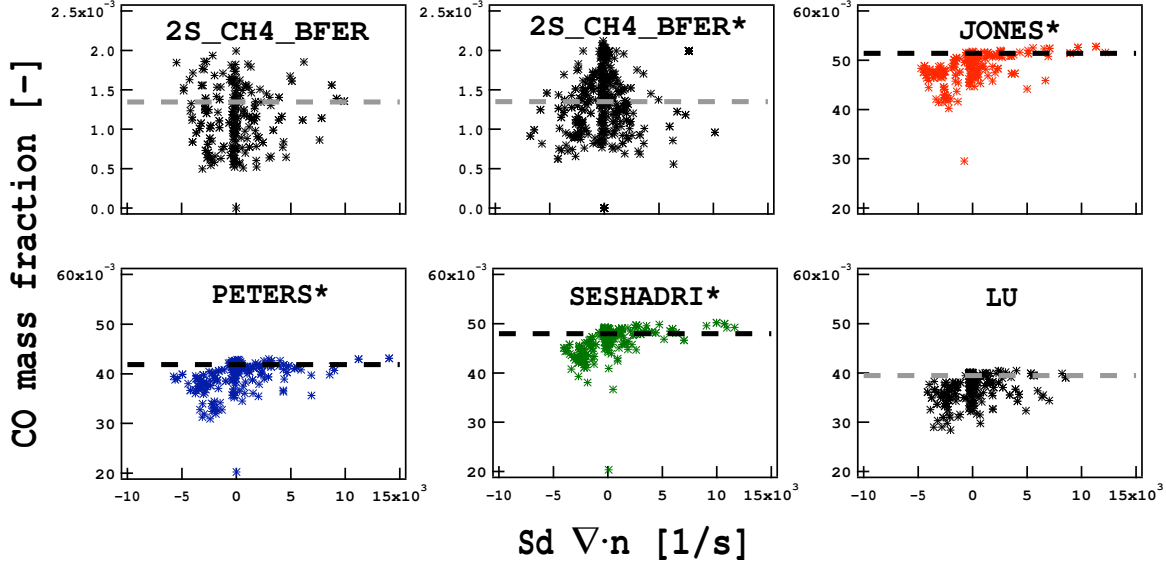 CO mass fraction [-]
2.5x10⁻³
2.0
1.5
1.0
0.5
0.0
2S_CH4_BFER
2.5x10⁻³
2.0
1.5
1.0
0.5
0.0
2S_CH4_BFER*
60x10⁻³
50
40
30
20
JONES*
60x10⁻³
50
40
30
20
PETERS*
-10 -5 0 5 10 15x10³
60x10⁻³
50
40
30
20
SESHADRI*
-10 -5 0 5 10 15x10³
60x10⁻³
50
40
30
20
LU
-10 -5 0 5 10 15x10³
Sd ∇·n [1/s]